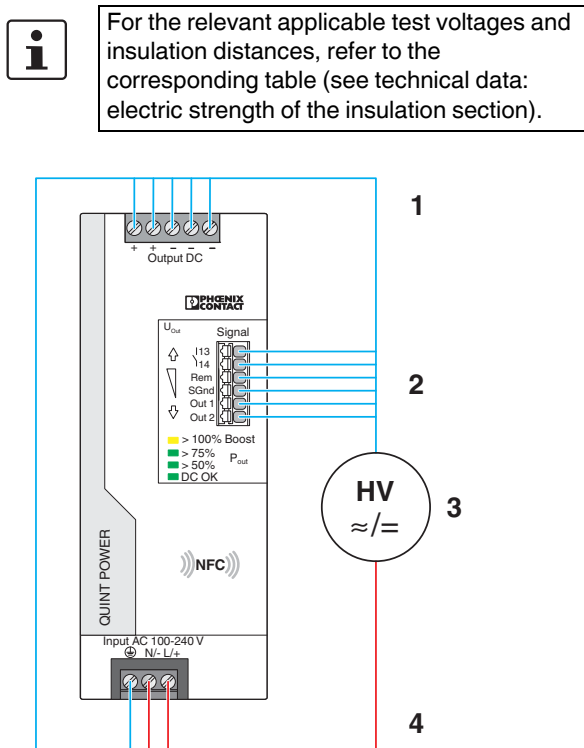 For the relevant applicable test voltages and
insulation distances, refer to the
corresponding table (see technical data:
electric strength of the insulation section).
1
+ + – – –
Output DC
PHŒNIX
CONTACT
UOut
Signal
13
14
Rem
SGnd
Out 1
Out 2
2
> 100% Boost
> 75%
> 50%
Pout
DC OK
HV
≈/=
3
QUINT POWER
NFC
Input AC 100-240 V
N/- L/+
4